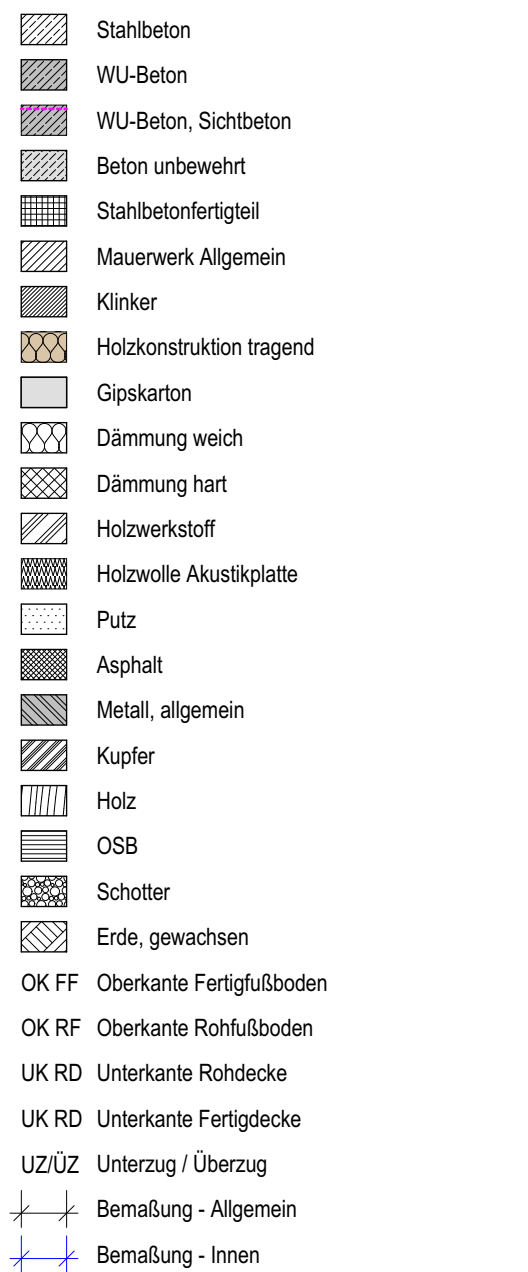 Stahlbeton
WU-Beton
WU-Beton, Sichtbeton
Beton unbewehrt
Stahlbetonfertigteil
Mauerwerk Allgemein
Klinker
Holzkonstruktion tragend
Gipskarton
Dämmung weich
Dämmung hart
Holzwerkstoff
Holzwolle Akustikplatte
Putz
Asphalt
Metall, allgemein
Kupfer
Holz
OSB
Schotter
Erde, gewachsen
OK FF Oberkante Fertigfußboden
OK RF Oberkante Rohfußboden
UK RD Unterkante Rohdecke
UK RD Unterkante Fertigdecke
UZ/ÜZ Unterzug / Überzug
Bemaßung - Allgemein
Bemaßung - Innen